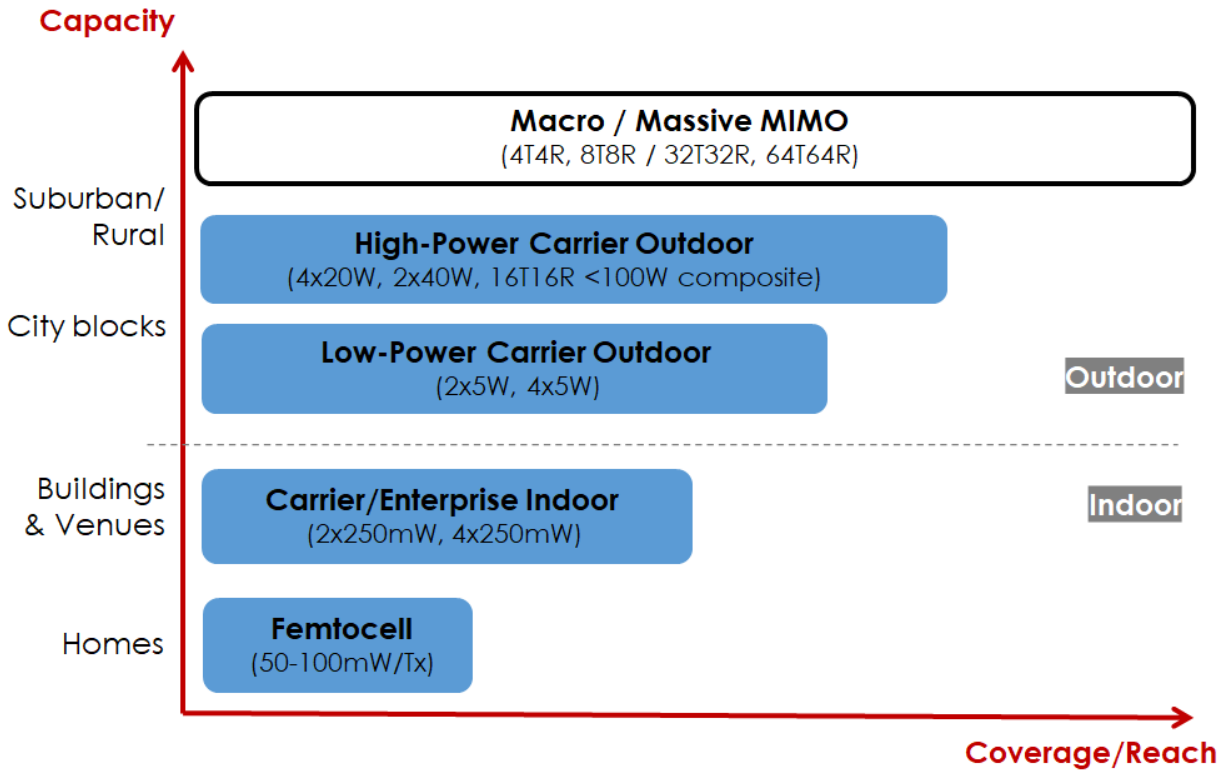 Capacity
Macro / Massive MIMO
(4T4R, 8T8R / 32T32R, 64T64R)
Suburban/
Rural
High-Power Carrier Outdoor
(4x20W, 2x40W, 16T16R <100W composite)
City blocks
Low-Power Carrier Outdoor
(2x5W, 4x5W)
Outdoor
Buildings
& Venues
Carrier/Enterprise Indoor
(2x250mW, 4x250mW)
Indoor
Homes
Femtocell
(50-100mW/Tx)
Coverage/Reach